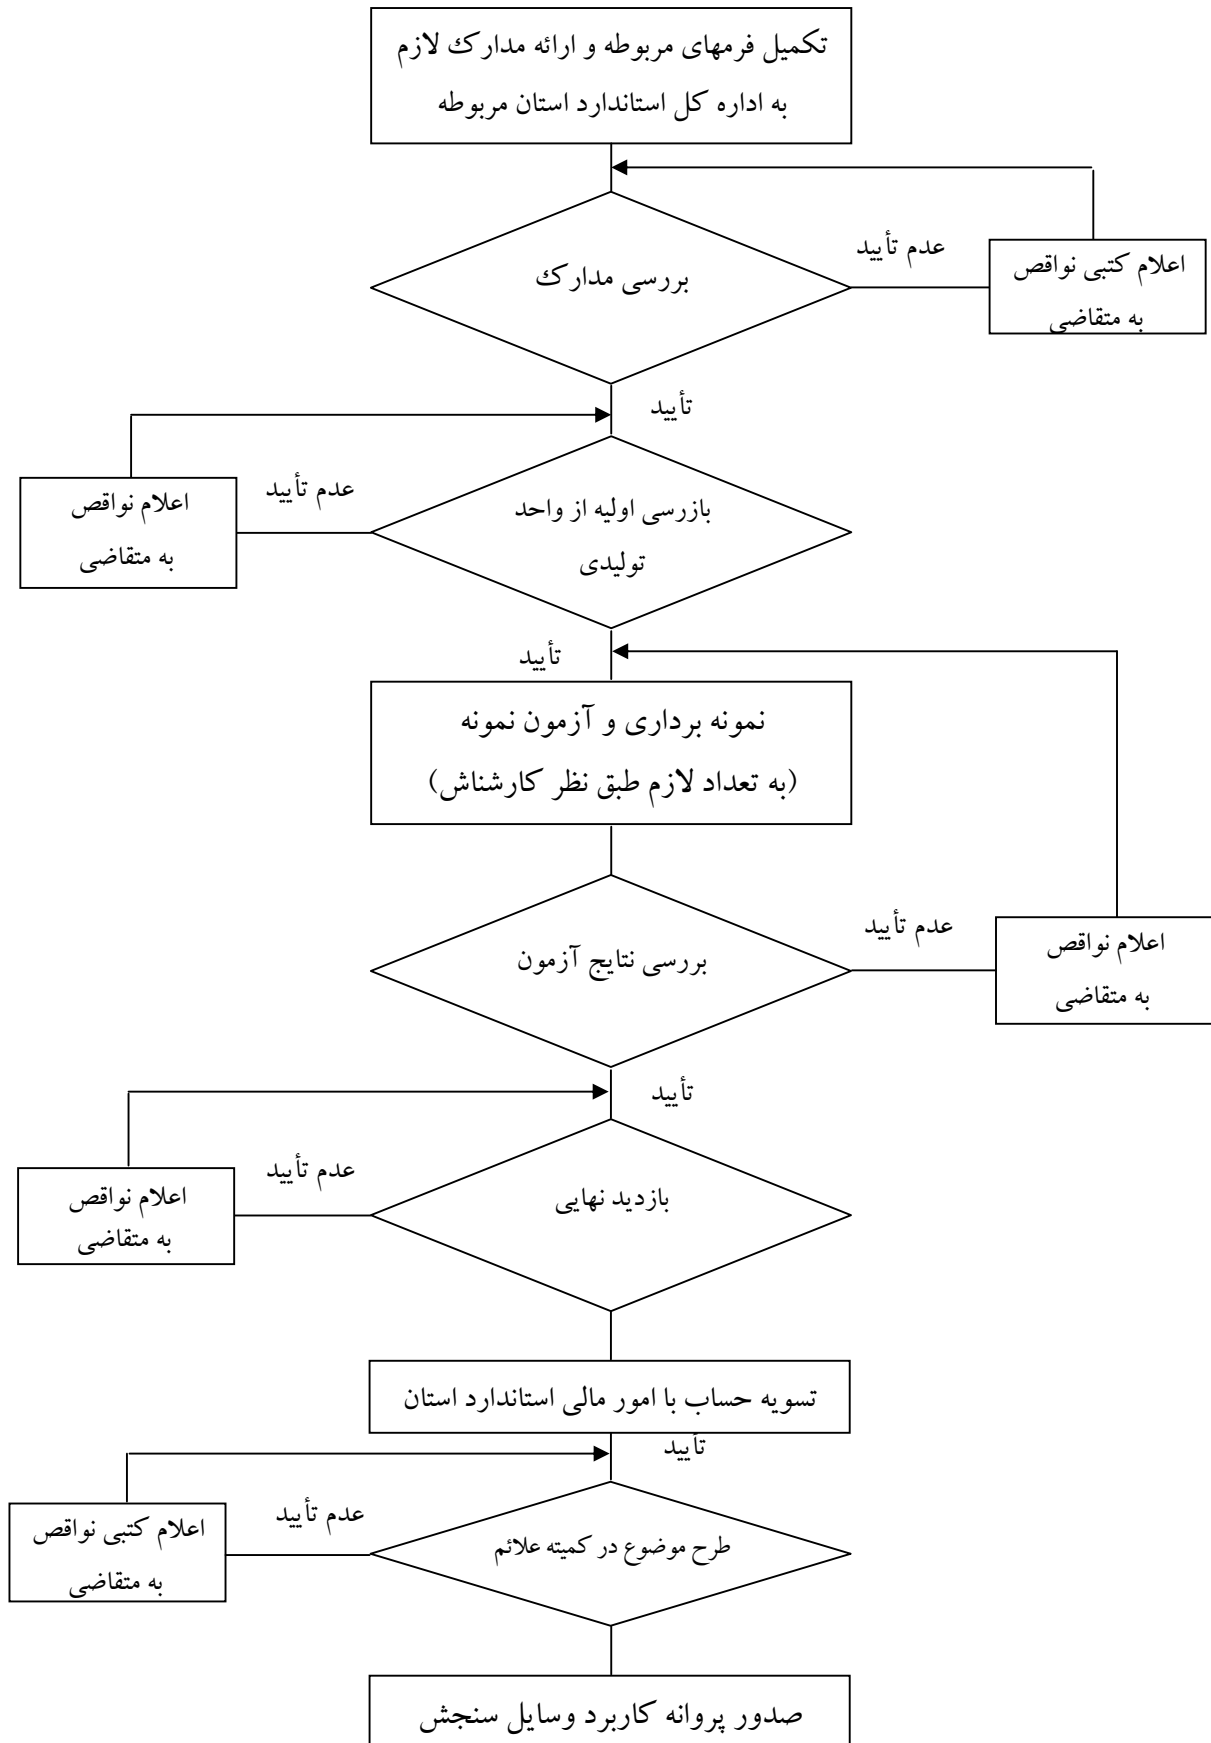 تکمیل فرمهای مربوطه و ارائه مدارک لازم
به اداره کل استاندارد استان مربوطه
عدم تأیید
اعلام کتبی نواقص
به متقاضی
بررسی مدارک
تأیید
عدم تأیید
اعلام نواقص
به متقاضی
بازرسی اولیه از واحد
تولیدی
تأیید
نمونه برداری و آزمون نمونه
(به تعداد لازم طبق نظر کارشناش)
عدم تأیید
اعلام نواقص
به متقاضی
بررسی نتایج آزمون
تأیید
عدم تأیید
اعلام نواقص
به متقاضی
بازدید نهایی
تسویه حساب با امور مالی استاندارد استان
تأیید
عدم تأیید
اعلام کتبی نواقص
به متقاضی
طرح موضوع در کمیته علائم
صدور پروانه کاربرد وسایل سنجش